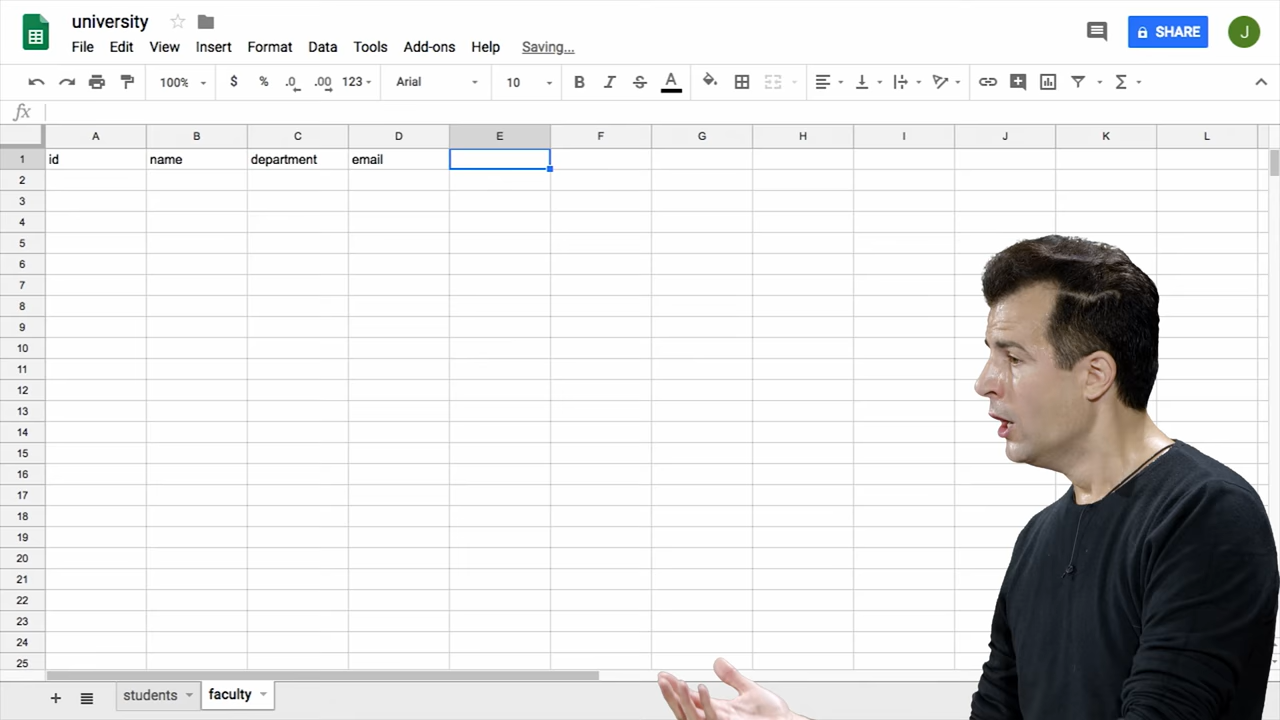 university
File Edit View Insert Format Data Tools Add-ons Help Saving...
SHARE
J
100% $ % .0 .00 123 Arial 10 B I S A Σ
fx
A B C D E F G H I J K L
1 id name department email
2
3
4
5
6
7
8
9
10
11
12
13
14
15
16
17
18
19
20
21
22
23
24
25
+ students faculty